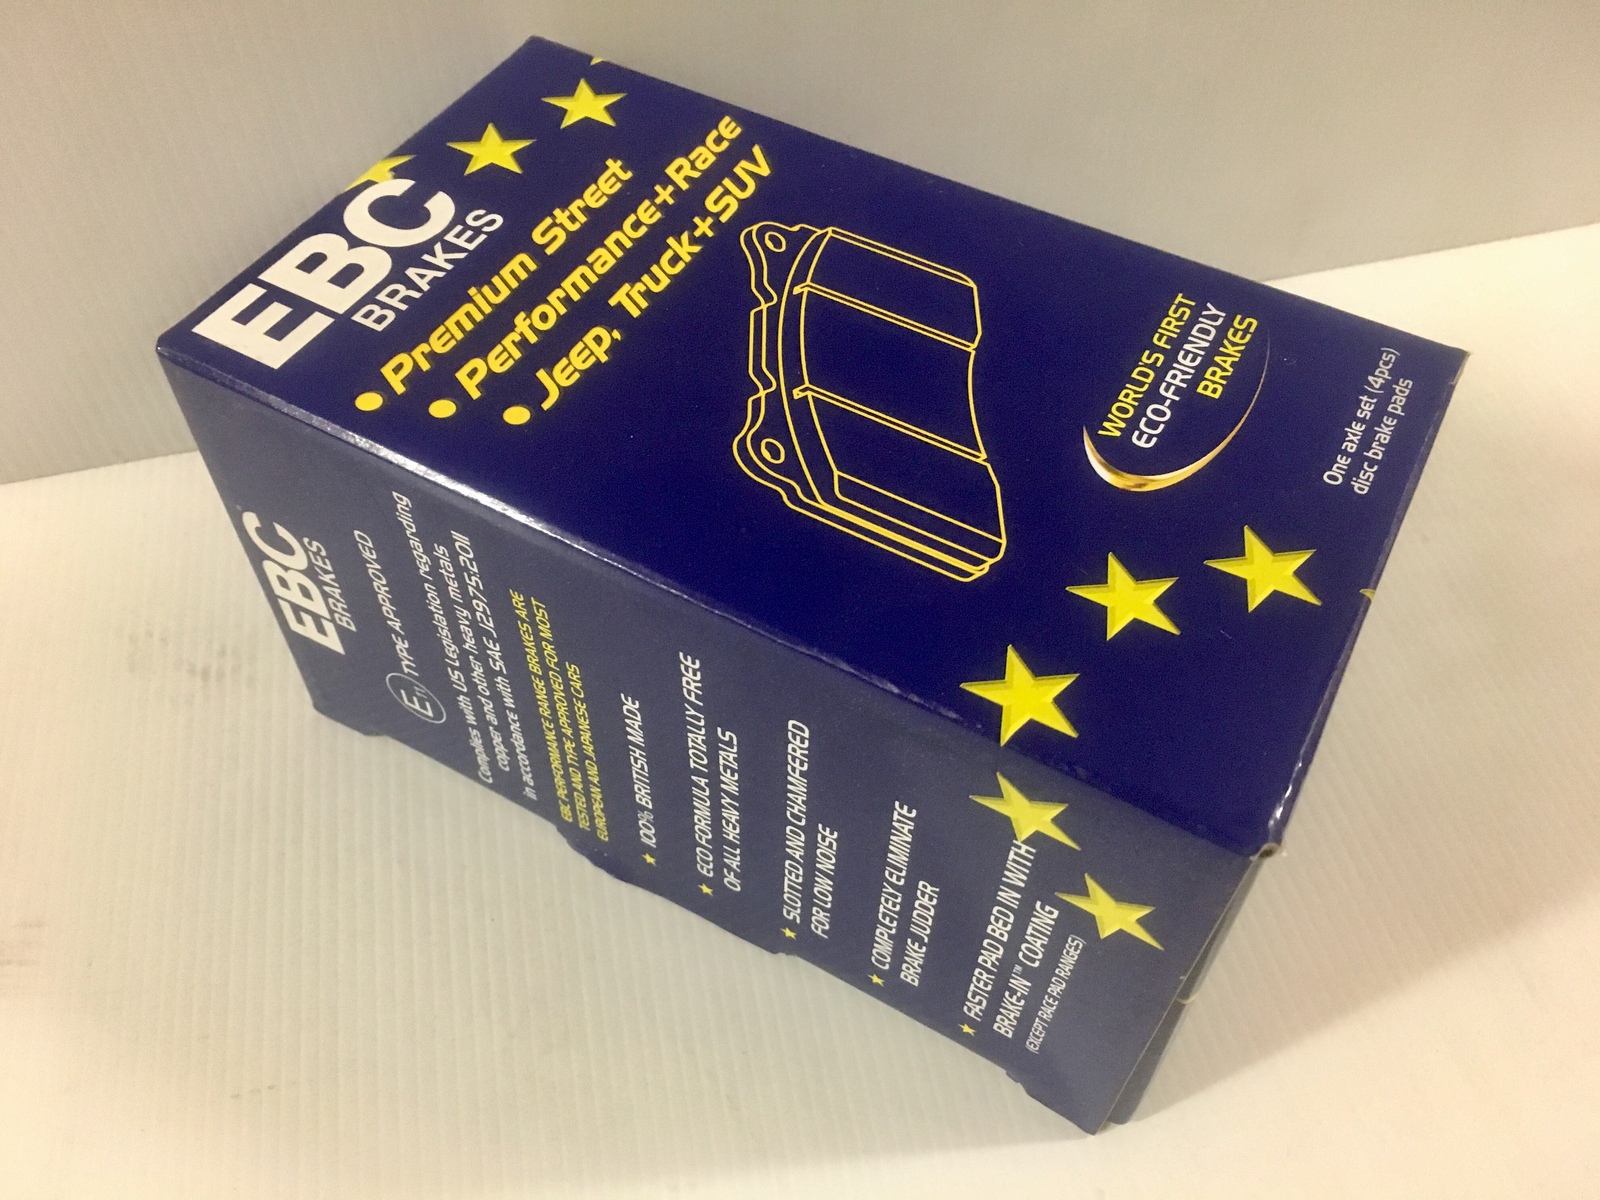 EBC
BRAKES
• Premium Street
• Performance+Race
• Jeep, Truck+SUV
WORLD'S FIRST
ECO-FRIENDLY
BRAKES
One axle set (4pcs)
disc brake pads
EBC
BRAKES
E11 TYPE APPROVED
Complies with US Legislation regarding
copper and other heavy metals
in accordance with SAE J2975:2011
EBC PERFORMANCE RANGE BRAKES ARE
TESTED AND TYPE APPROVED FOR MOST
EUROPEAN AND JAPANESE CARS
★ 100% BRITISH MADE
★ ECO FORMULA TOTALLY FREE
OF ALL HEAVY METALS
★ SLOTTED AND CHAMFERED
FOR LOW NOISE
★ COMPLETELY ELIMINATE
BRAKE JUDDER
★ FASTER PAD BED IN WITH
BRAKE-IN™ COATING
(EXCEPT RACE PAD RANGES)